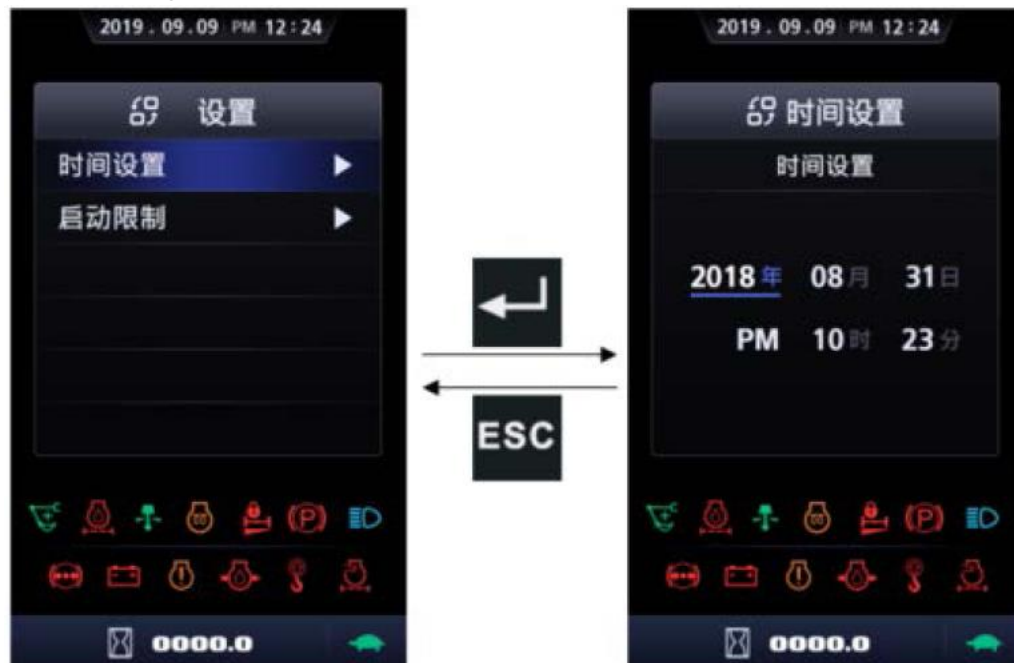 2019 . 09.09 PM 12:24
设置
时间设置
启动限制
(P)
0000.0
ESC
2019 . 09.09 PM 12:24
时间设置
时间设置
2018 年 08 月 31 日
PM 10 时 23 分
(P)
0000.0